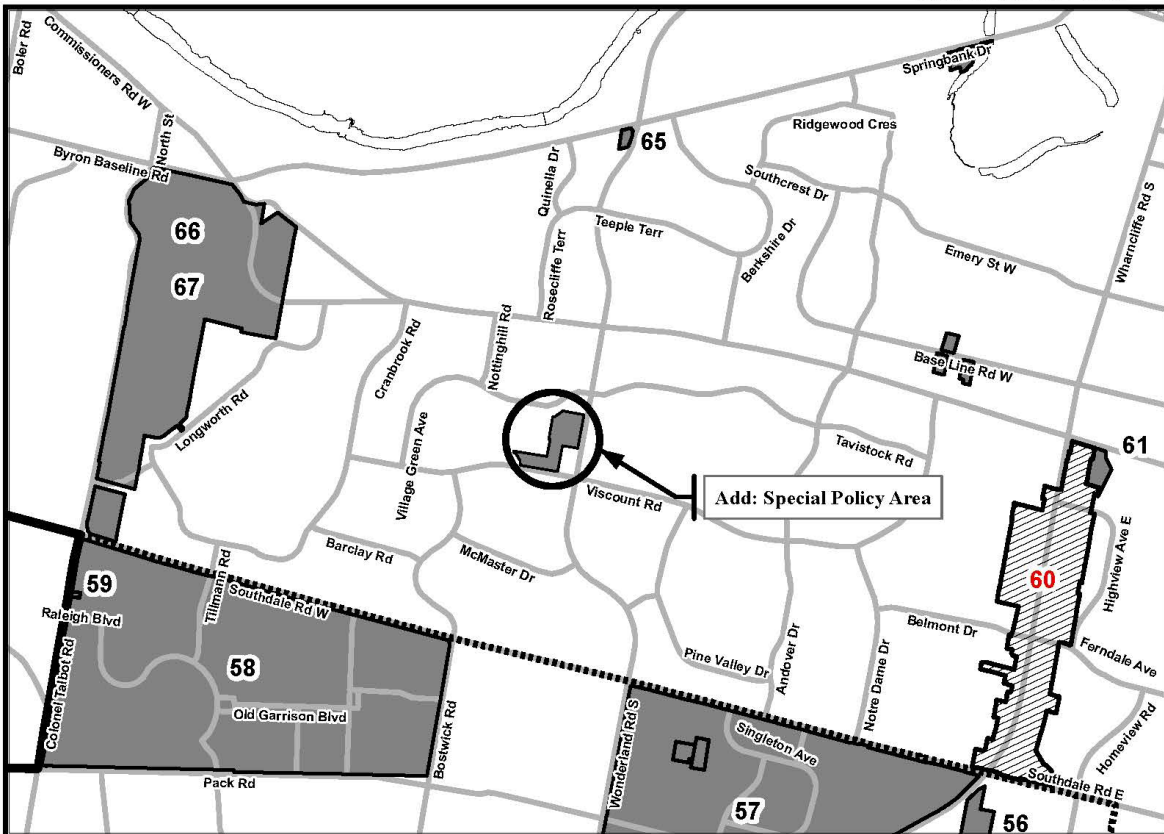 Boler Rd
Commissioners Rd W
North St
Byron Baseline Rd
Springbank Dr
65
Ridgewood Cres
Quinella Dr
Southcrest Dr
Wharncliffe Rd S
66
Teeple Terr
Berkshire Dr
Emery St W
67
Rosecliffe Terr
Nottinghill Rd
Cranbrook Rd
Base Line Rd W
Longworth Rd
Village Green Ave
Tavistock Rd
61
Viscount Rd
Add: Special Policy Area
Highview Ave E
Barclay Rd
McMaster Dr
59
60
Tillmann Rd
Southdale Rd W
Raleigh Blvd
Belmont Dr
Ferndale Ave
Colonel Talbot Rd
58
Pine Valley Dr
Andover Dr
Notre Dame Dr
Old Garrison Blvd
Bostwick Rd
Wonderland Rd S
Singleton Ave
Homeview Rd
Pack Rd
Southdale Rd E
57
56